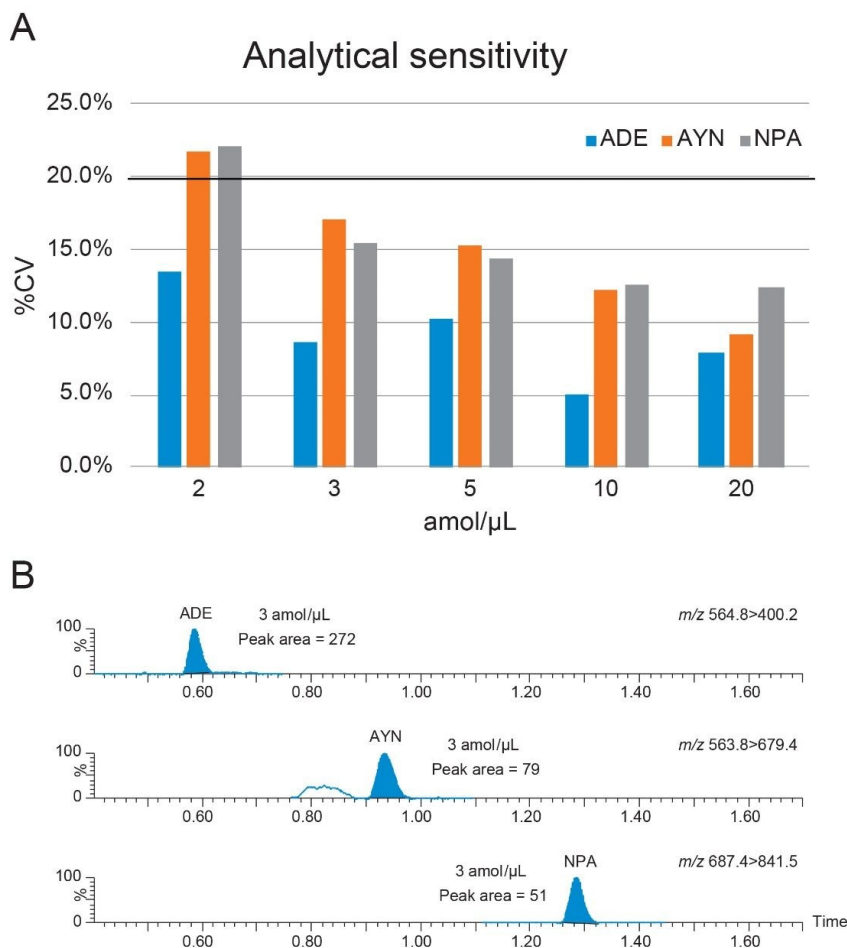 A
Analytical sensitivity
25.0%
ADE AYN NPA
20.0%
15.0%
%CV
10.0%
5.0%
0.0%
2 3 5 10 20
amol/µL
B
ADE 3 amol/µL m/z 564.8>400.2
Peak area = 272
100
%
0
0.60 0.80 1.00 1.20 1.40 1.60
AYN 3 amol/µL m/z 563.8>679.4
Peak area = 79
100
%
0
0.60 0.80 1.00 1.20 1.40 1.60
3 amol/µL NPA m/z 687.4>841.5
Peak area = 51
100
%
0 Time
0.60 0.80 1.00 1.20 1.40 1.60